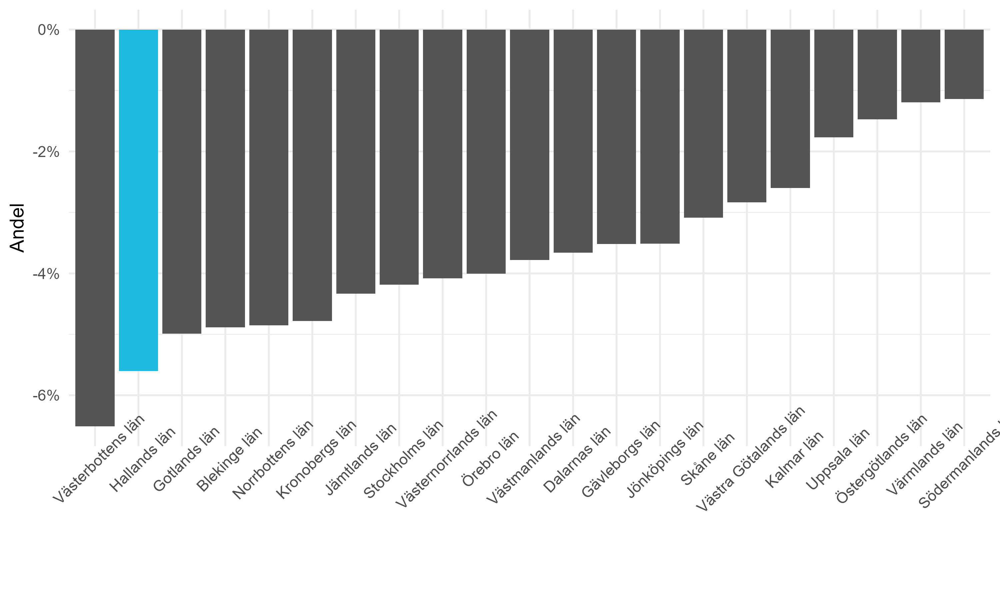 0%
-2%
-4%
-6%
Andel
Västerbottens län
Hallands län
Gotlands län
Blekinge län
Norrbottens län
Kronobergs län
Jämtlands län
Stockholms län
Västernorrlands län
Örebro län
Västmanlands län
Dalarnas län
Gävleborgs län
Jönköpings län
Skåne län
Västra Götalands län
Kalmar län
Uppsala län
Östergötlands län
Värmlands län
Södermanlands